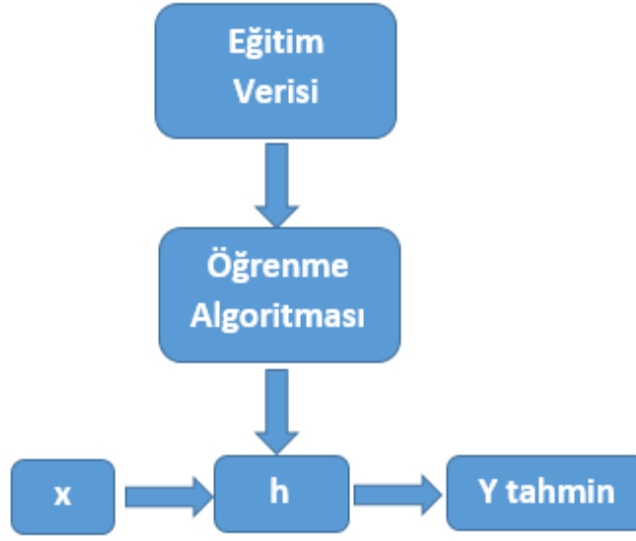 Eğitim
Verisi
Öğrenme
Algoritması
x
h
Y tahmin